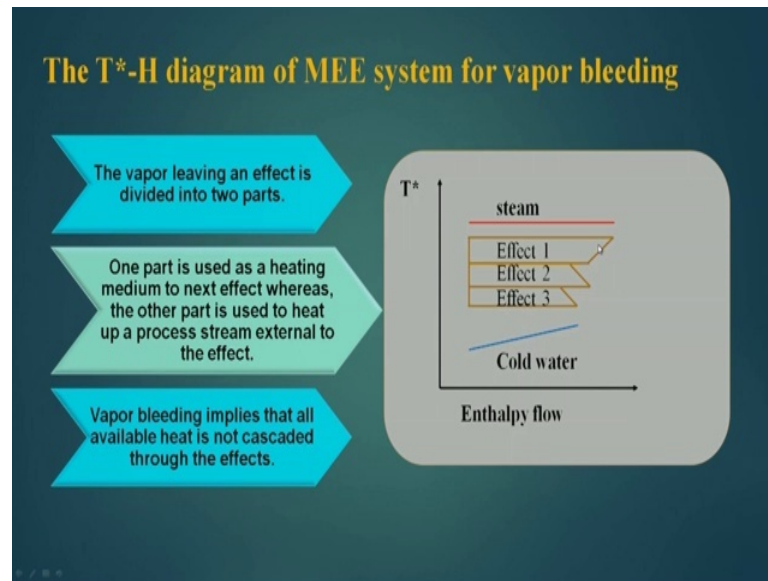 The T*-H diagram of MEE system for vapor bleeding
The vapor leaving an effect is
divided into two parts.
One part is used as a heating
medium to next effect whereas,
the other part is used to heat
up a process stream external to
the effect.
Vapor bleeding implies that all
available heat is not cascaded
through the effects.
T*
steam
Effect 1
Effect 2
Effect 3
Cold water
Enthalpy flow